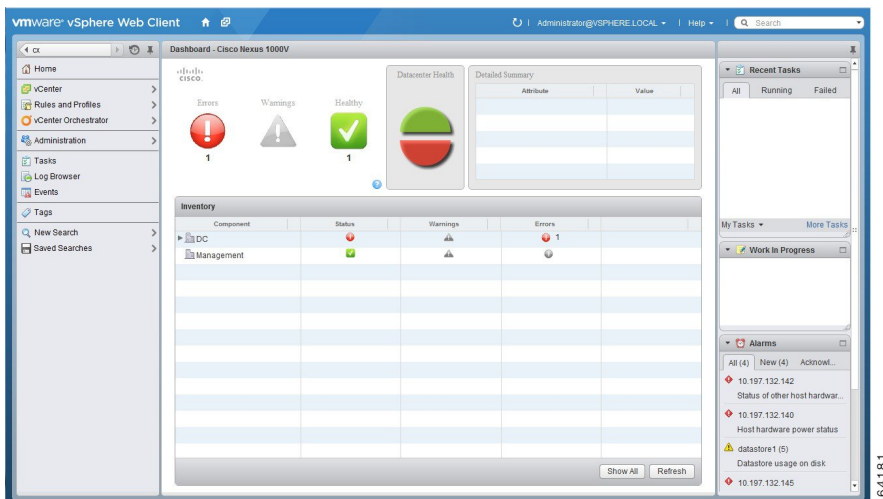 vmware® vSphere Web Client
Administrator@VSPHERE.LOCAL
Help
Search
cx
Home
vCenter
Rules and Profiles
vCenter Orchestrator
Administration
Tasks
Log Browser
Events
Tags
New Search
Saved Searches
Dashboard - Cisco Nexus 1000V
CISCO.
Errors
Warnings
Healthy
1
1
Datacenter Health
Detailed Summary
Attribute
Value
Inventory
Component
Status
Warnings
Errors
DC
1
Management
Show All
Refresh
Recent Tasks
All
Running
Failed
My Tasks
More Tasks
Work In Progress
Alarms
All (4)
New (4)
Acknowl...
10.197.132.142
Status of other host hardwar...
10.197.132.140
Host hardware power status
datastore1 (5)
Datastore usage on disk
10.197.132.145